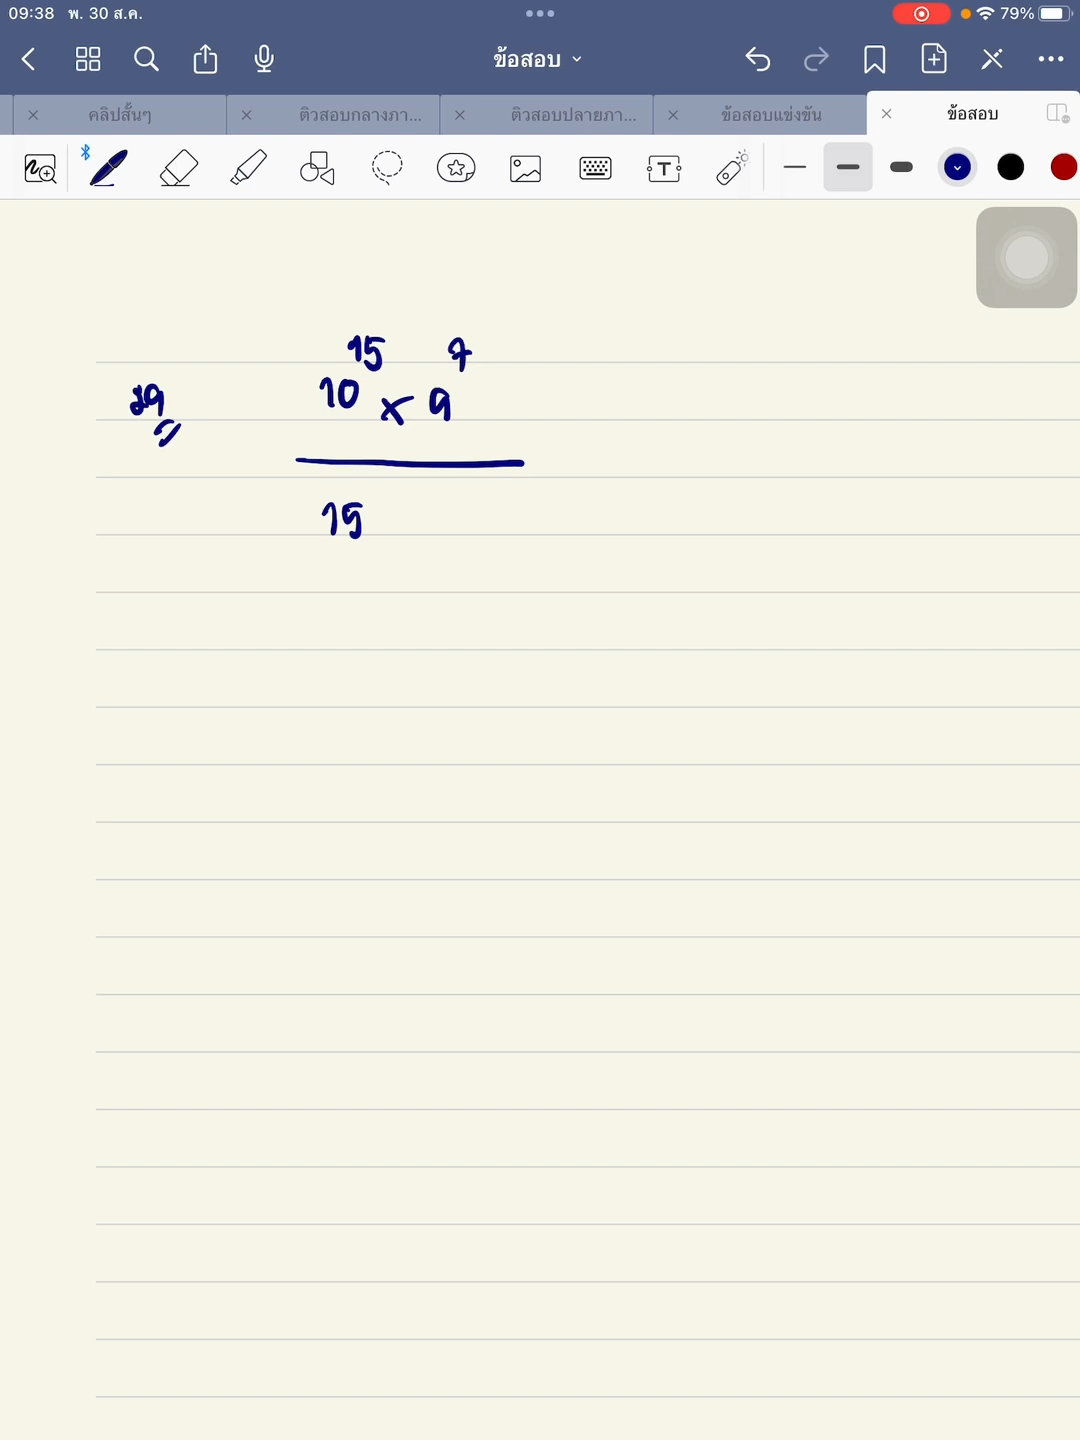 09:38 พ. 30 ส.ค. 79%
ข้อสอบ
คลิปสั้นๆ ติวสอบกลางภา... ติวสอบปลายภา... ข้อสอบแข่งขัน ข้อสอบ
15 7
29 10 × 9
15